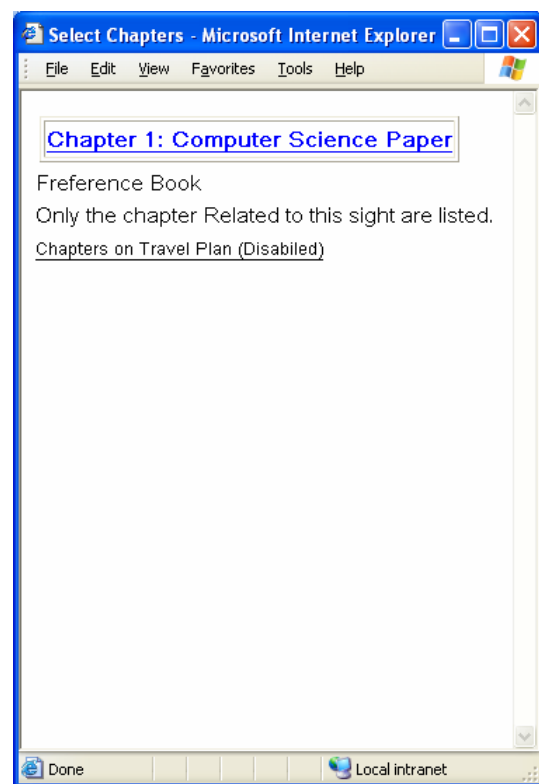 Select Chapters - Microsoft Internet Explorer
File Edit View Favorites Tools Help
Chapter 1: Computer Science Paper
Freference Book
Only the chapter Related to this sight are listed.
Chapters on Travel Plan (Disabiled)
Done Local intranet